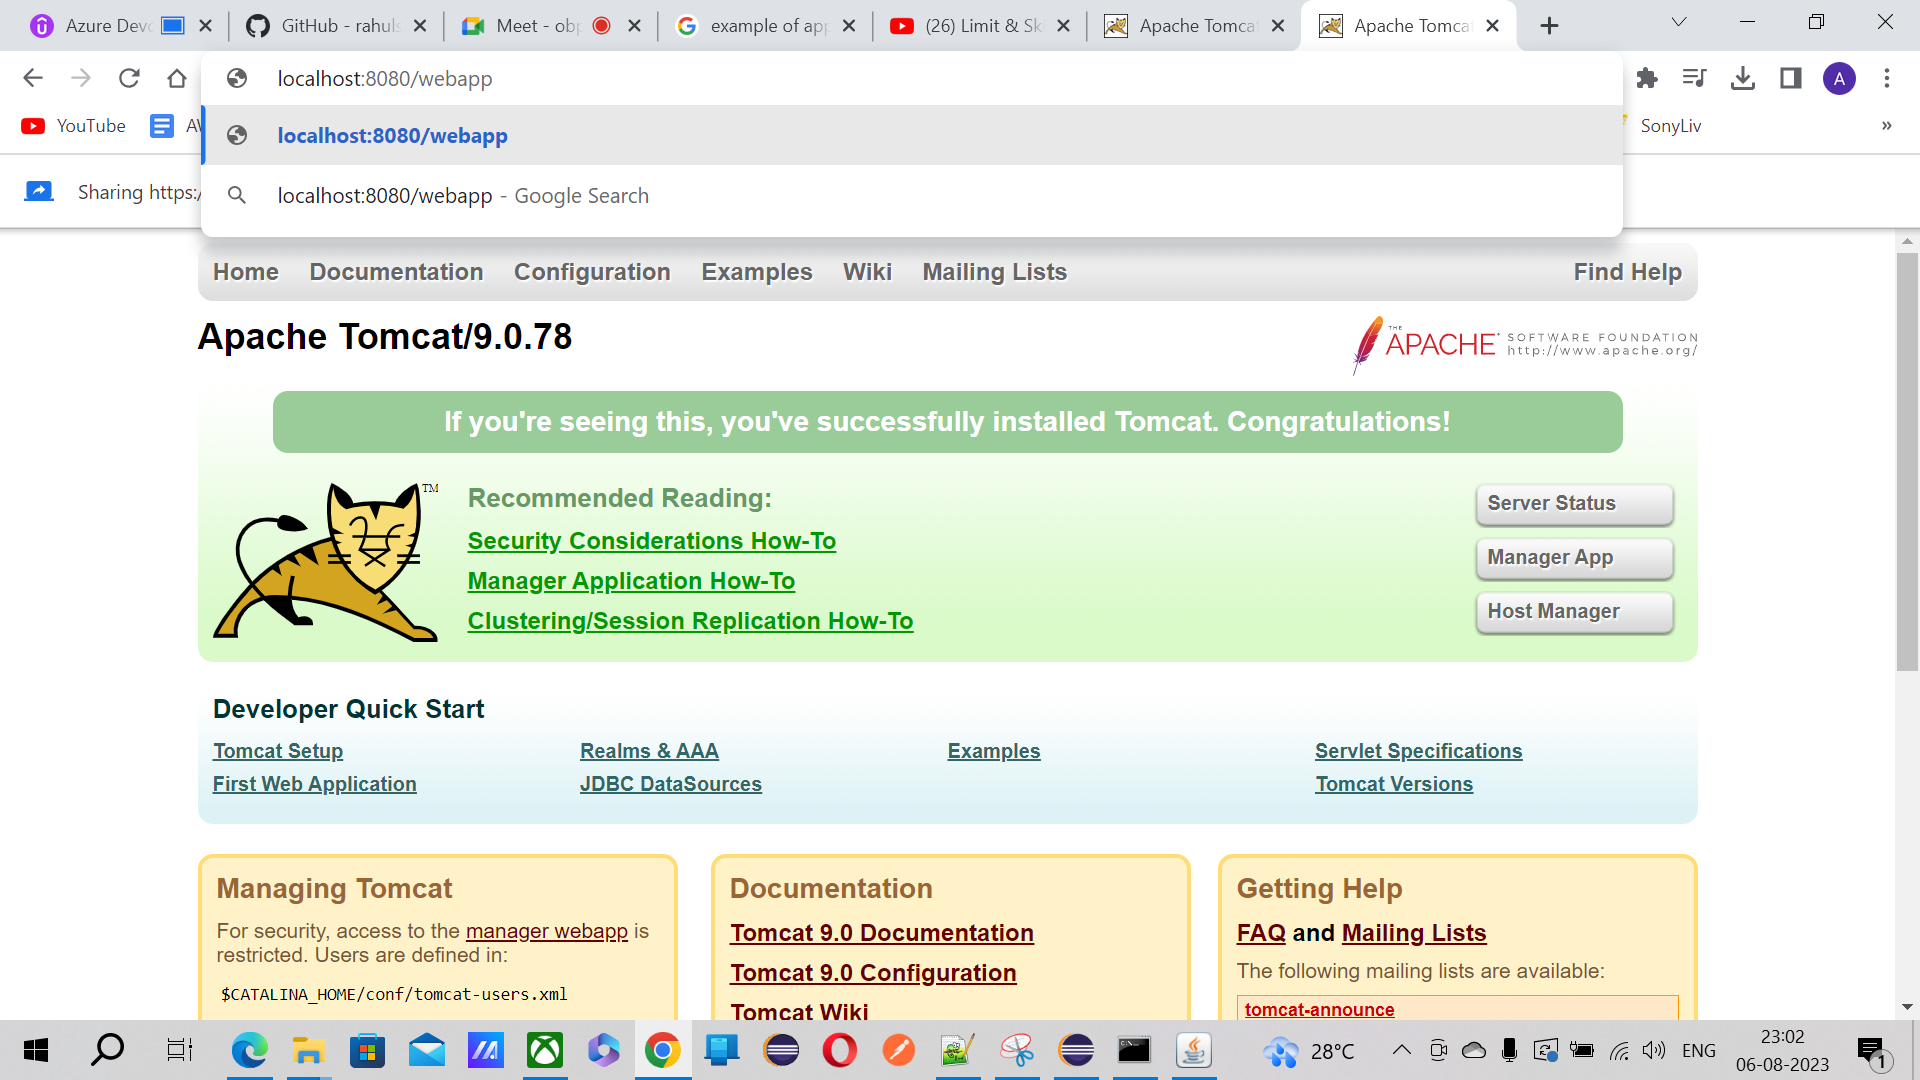 Azure Devo
GitHub - rahuls
Meet - obp
example of app
(26) Limit & Sk
Apache Tomca
Apache Tomca
localhost:8080/webapp
A
YouTube
AW
localhost:8080/webapp
SonyLiv
»
Sharing https:/
localhost:8080/webapp - Google Search
Home Documentation Configuration Examples Wiki Mailing Lists Find Help
Apache Tomcat/9.0.78
THE APACHE SOFTWARE FOUNDATION
http://www.apache.org/
If you're seeing this, you've successfully installed Tomcat. Congratulations!
TM
Recommended Reading:
Security Considerations How-To
Manager Application How-To
Clustering/Session Replication How-To
Server Status
Manager App
Host Manager
Developer Quick Start
Tomcat Setup
First Web Application
Realms & AAA
JDBC DataSources
Examples
Servlet Specifications
Tomcat Versions
Managing Tomcat
For security, access to the manager webapp is
restricted. Users are defined in:
$CATALINA_HOME/conf/tomcat-users.xml
Documentation
Tomcat 9.0 Documentation
Tomcat 9.0 Configuration
Tomcat Wiki
Getting Help
FAQ and Mailing Lists
The following mailing lists are available:
tomcat-announce
28°C
ENG
23:02
06-08-2023
1